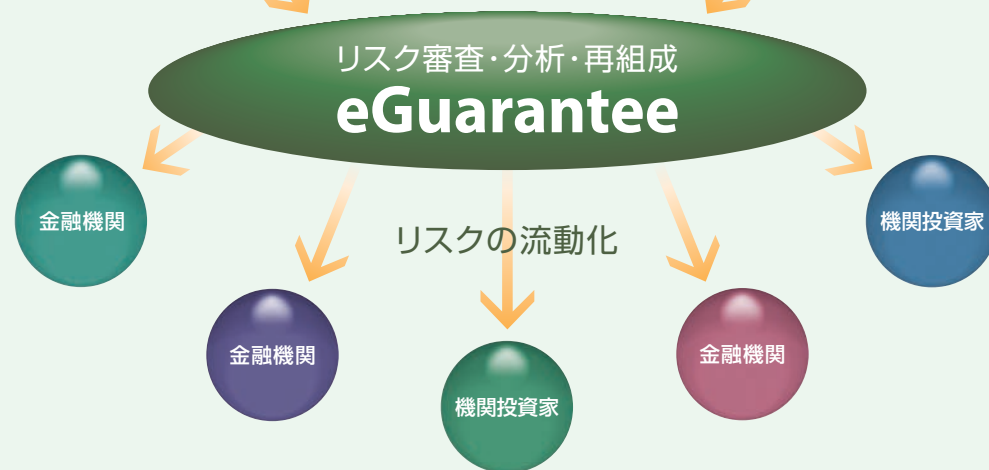 リスク審査・分析・再組成
eGuarantee
金融機関
機関投資家
リスクの流動化
金融機関
金融機関
機関投資家